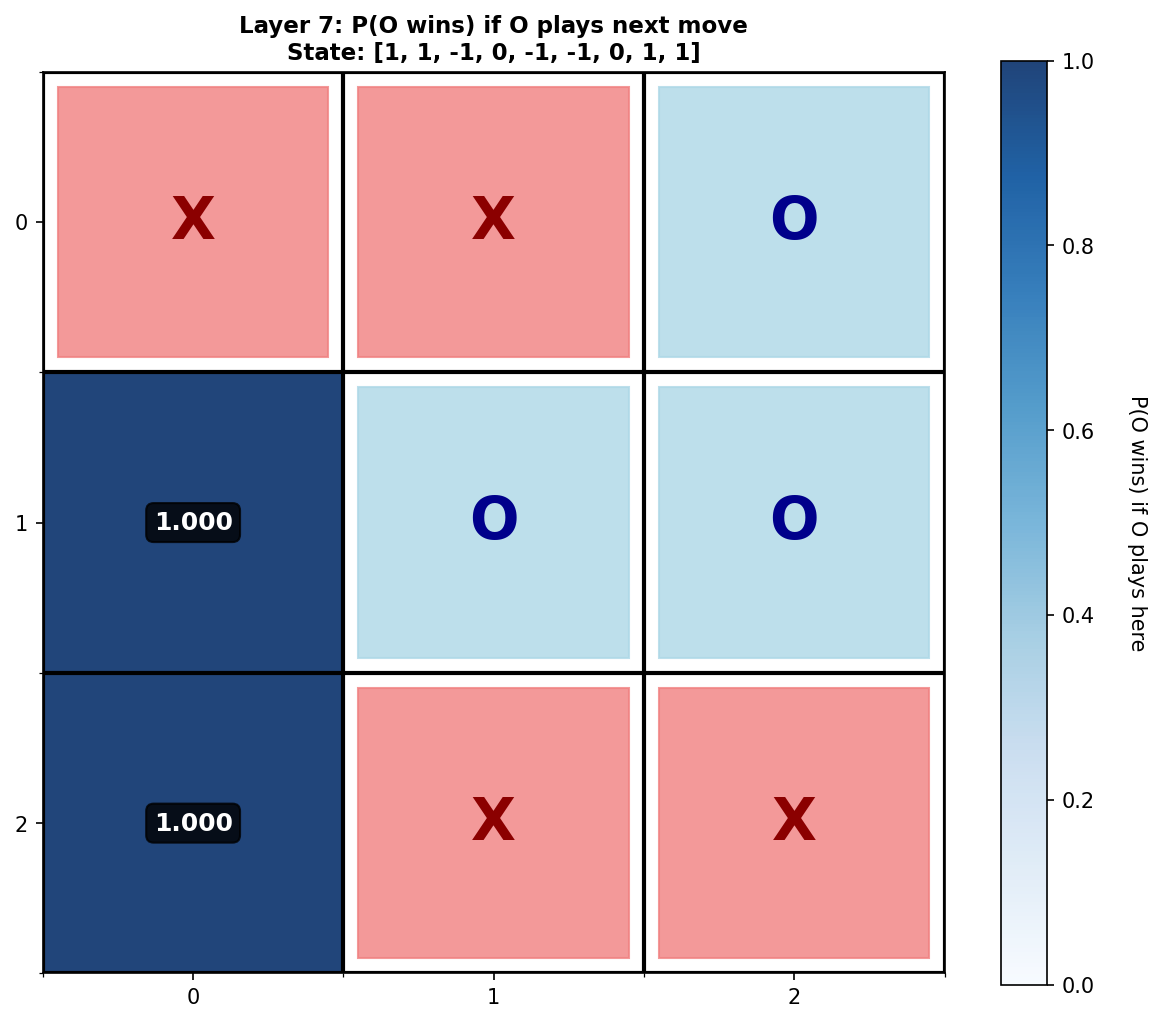 Layer 7: P(O wins) if O plays next move
State: [1, 1, -1, 0, -1, -1, 0, 1, 1]
0
X
X
O
1
1.000
O
O
2
1.000
X
X
0
1
2
1.0
0.8
0.6
0.4
0.2
0.0
P(O wins) if O plays here